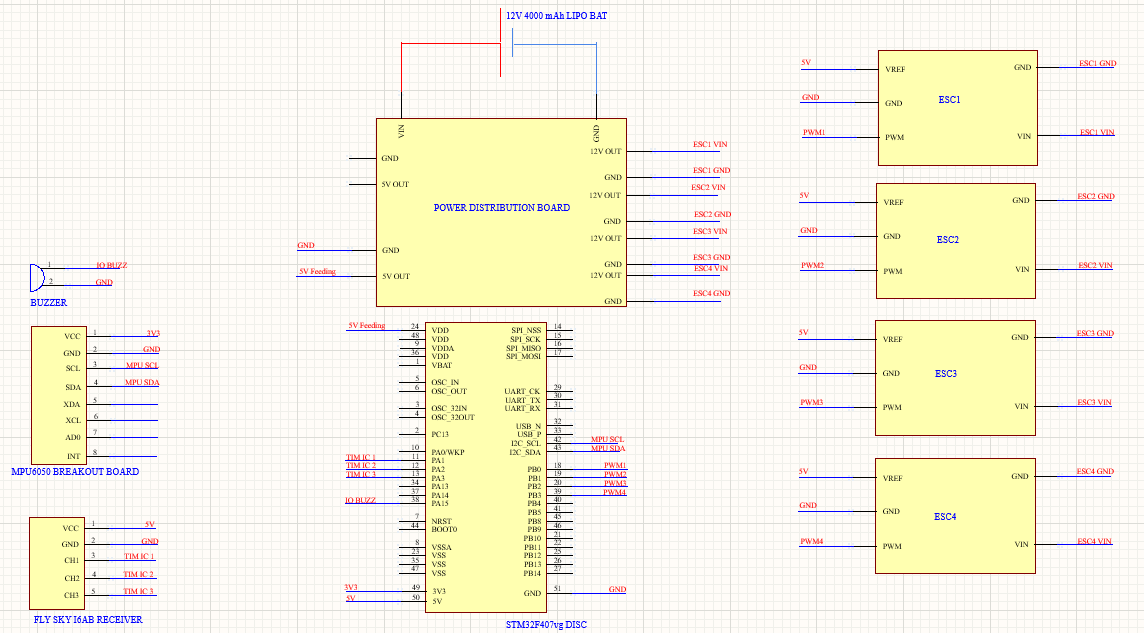 12V 4000 mAh LIPO BAT
VIN
GND
GND
5V OUT
GND
GND
5V Feeding
5V OUT
POWER DISTRIBUTION BOARD
12V OUT
ESC1 VIN
GND
ESC1 GND
12V OUT
ESC2 VIN
GND
ESC2 GND
12V OUT
ESC3 VIN
GND
ESC3 GND
12V OUT
ESC4 VIN
GND
ESC4 GND
1
IO BUZZ
2
GND
BUZZER
VCC 1 3V3
GND 2 GND
SCL 3 MPU SCL
SDA 4 MPU SDA
XDA 5
XCL 6
AD0 7
INT 8
MPU6050 BREAKOUT BOARD
VCC 1 5V
GND 2 GND
CH1 3 TIM IC 1
CH2 4 TIM IC 2
CH3 5 TIM IC 3
FLY SKY I6AB RECEIVER
5V Feeding 24 VDD
48 VDD
9 VDDA
36 VDD
1 VBAT
5 OSC_IN
6 OSC_OUT
3 OSC_32IN
4 OSC_32OUT
2 PC13
10 PA0/WKP
TIM IC 1 11 PA1
TIM IC 2 12 PA2
TIM IC 3 13 PA3
34 PA13
37 PA14
IO BUZZ 38 PA15
7 NRST
44 BOOT0
8 VSSA
23 VSS
35 VSS
47 VSS
3V3 49 3V3
5V 50 5V
SPI_NSS 14
SPI_SCK 15
SPI_MISO 16
SPI_MOSI 17
UART_CK 29
UART_TX 30
UART_RX 31
USB_N 32
USB_P 33
I2C_SCL 42 MPU SCL
I2C_SDA 43 MPU SDA
PB0 18 PWM1
PB1 19 PWM2
PB2 20 PWM3
PB3 39 PWM4
PB4 40
PB5 41
PB8 45
PB9 46
PB10 21
PB11 22
PB12 25
PB13 26
PB14 27
GND 51 GND
STM32F407vg DISC
5V VREF
GND GND
PWM1 PWM
ESC1
GND ESC1 GND
VIN ESC1 VIN
5V VREF
GND GND
PWM2 PWM
ESC2
GND ESC2 GND
VIN ESC2 VIN
5V VREF
GND GND
PWM3 PWM
ESC3
GND ESC3 GND
VIN ESC3 VIN
5V VREF
GND GND
PWM4 PWM
ESC4
GND ESC4 GND
VIN ESC4 VIN